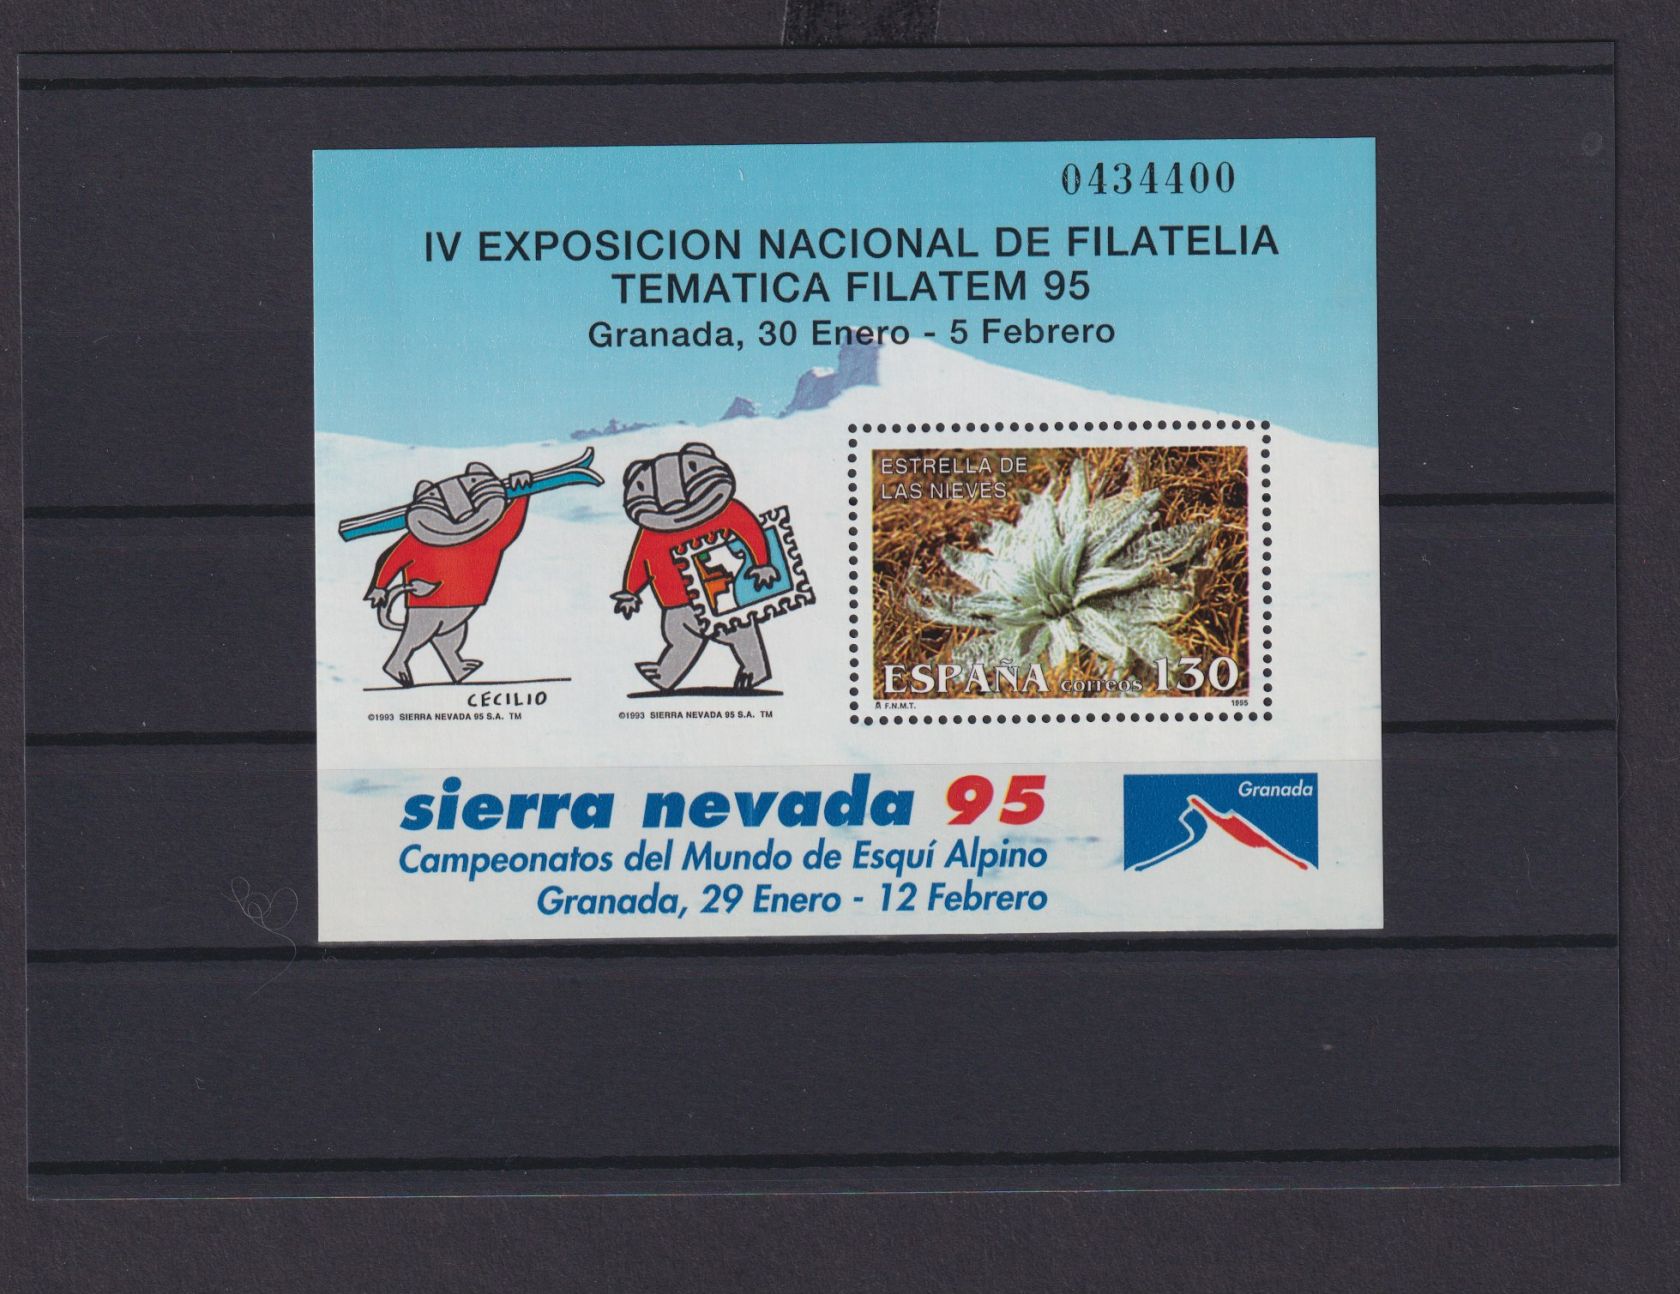 0434400
IV EXPOSICION NACIONAL DE FILATELIA
TEMATICA FILATEM 95
Granada, 30 Enero - 5 Febrero
ESTRELLA DE
LAS NIEVES
ESPAÑA correos 130
F.N.M.T. 1995
CECILIO
©1993 SIERRA NEVADA 95 S.A. TM
©1993 SIERRA NEVADA 95 S.A. TM
sierra nevada 95
Campeonatos del Mundo de Esquí Alpino
Granada, 29 Enero - 12 Febrero
Granada